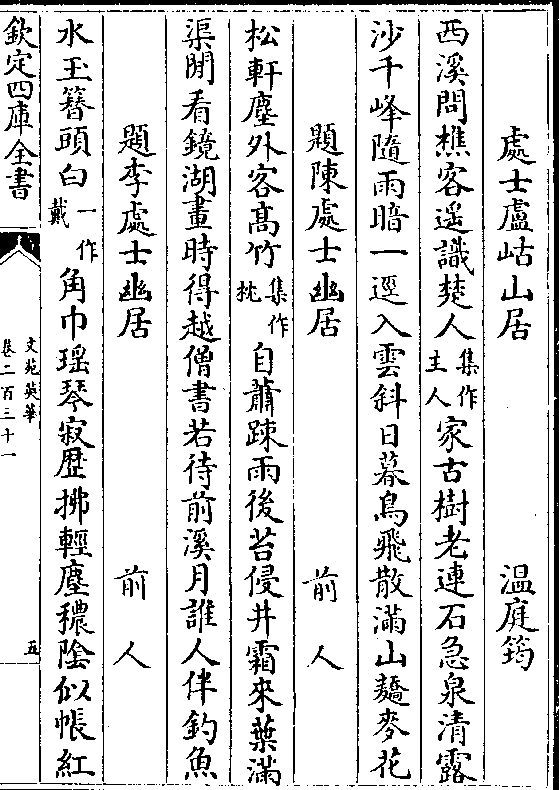 處士盧岵山居　温庭筠
西溪問樵客遥識楚人集作主人家古樹老連石急泉清露
沙千峰隨雨暗一逕入雲斜日暮鳥飛散滿山蕎麥花
題陳處士幽居　前人
松軒塵外客髙竹集作枕自蕭踈雨後苔侵井霜來葉滿
渠閒看鏡湖畫時得越僧書若待前溪月誰人伴釣魚
題李處士幽居　前人
水玉簪頭白一作戴角巾瑶琴寂歴拂輕塵穠陰似帳紅
欽定四庫全書
文苑英華
卷二百三十一
五